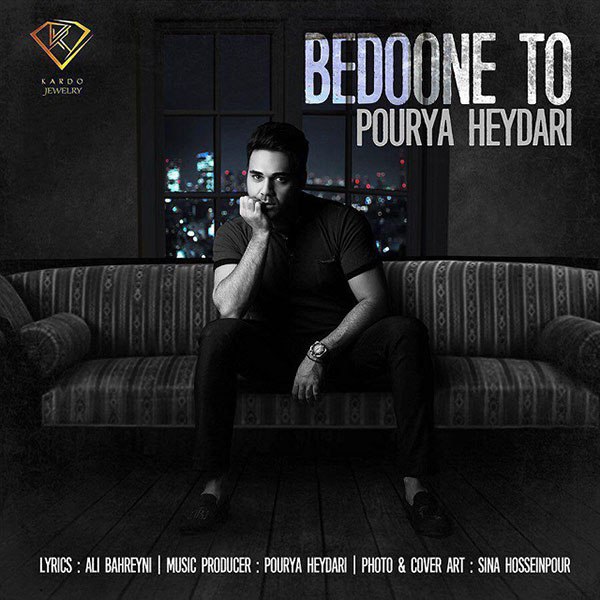 KARDO
JEWELRY
BEDOONE TO
POURYA HEYDARI
LYRICS : ALI BAHREYNI | MUSIC PRODUCER : POURYA HEYDARI | PHOTO & COVER ART : SINA HOSSEINPOUR